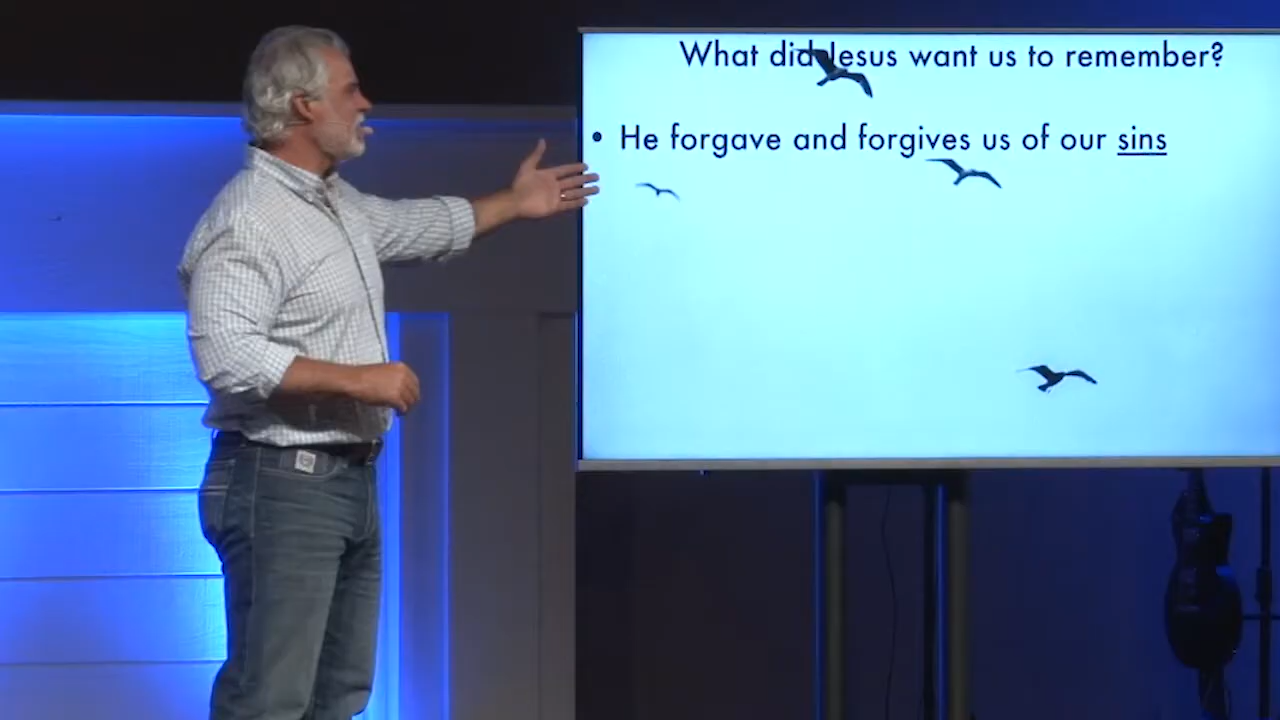 What did Jesus want us to remember?
• He forgave and forgives us of our sins